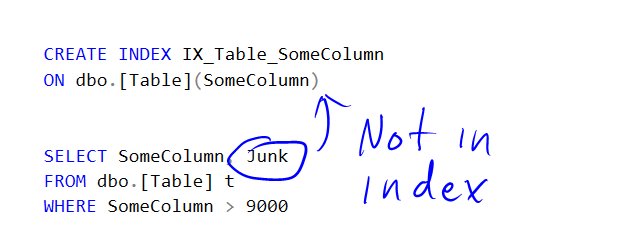 CREATE INDEX IX_Table_SomeColumn
ON dbo.[Table](SomeColumn)
Not in
index
SELECT SomeColumn, Junk
FROM dbo.[Table] t
WHERE SomeColumn > 9000